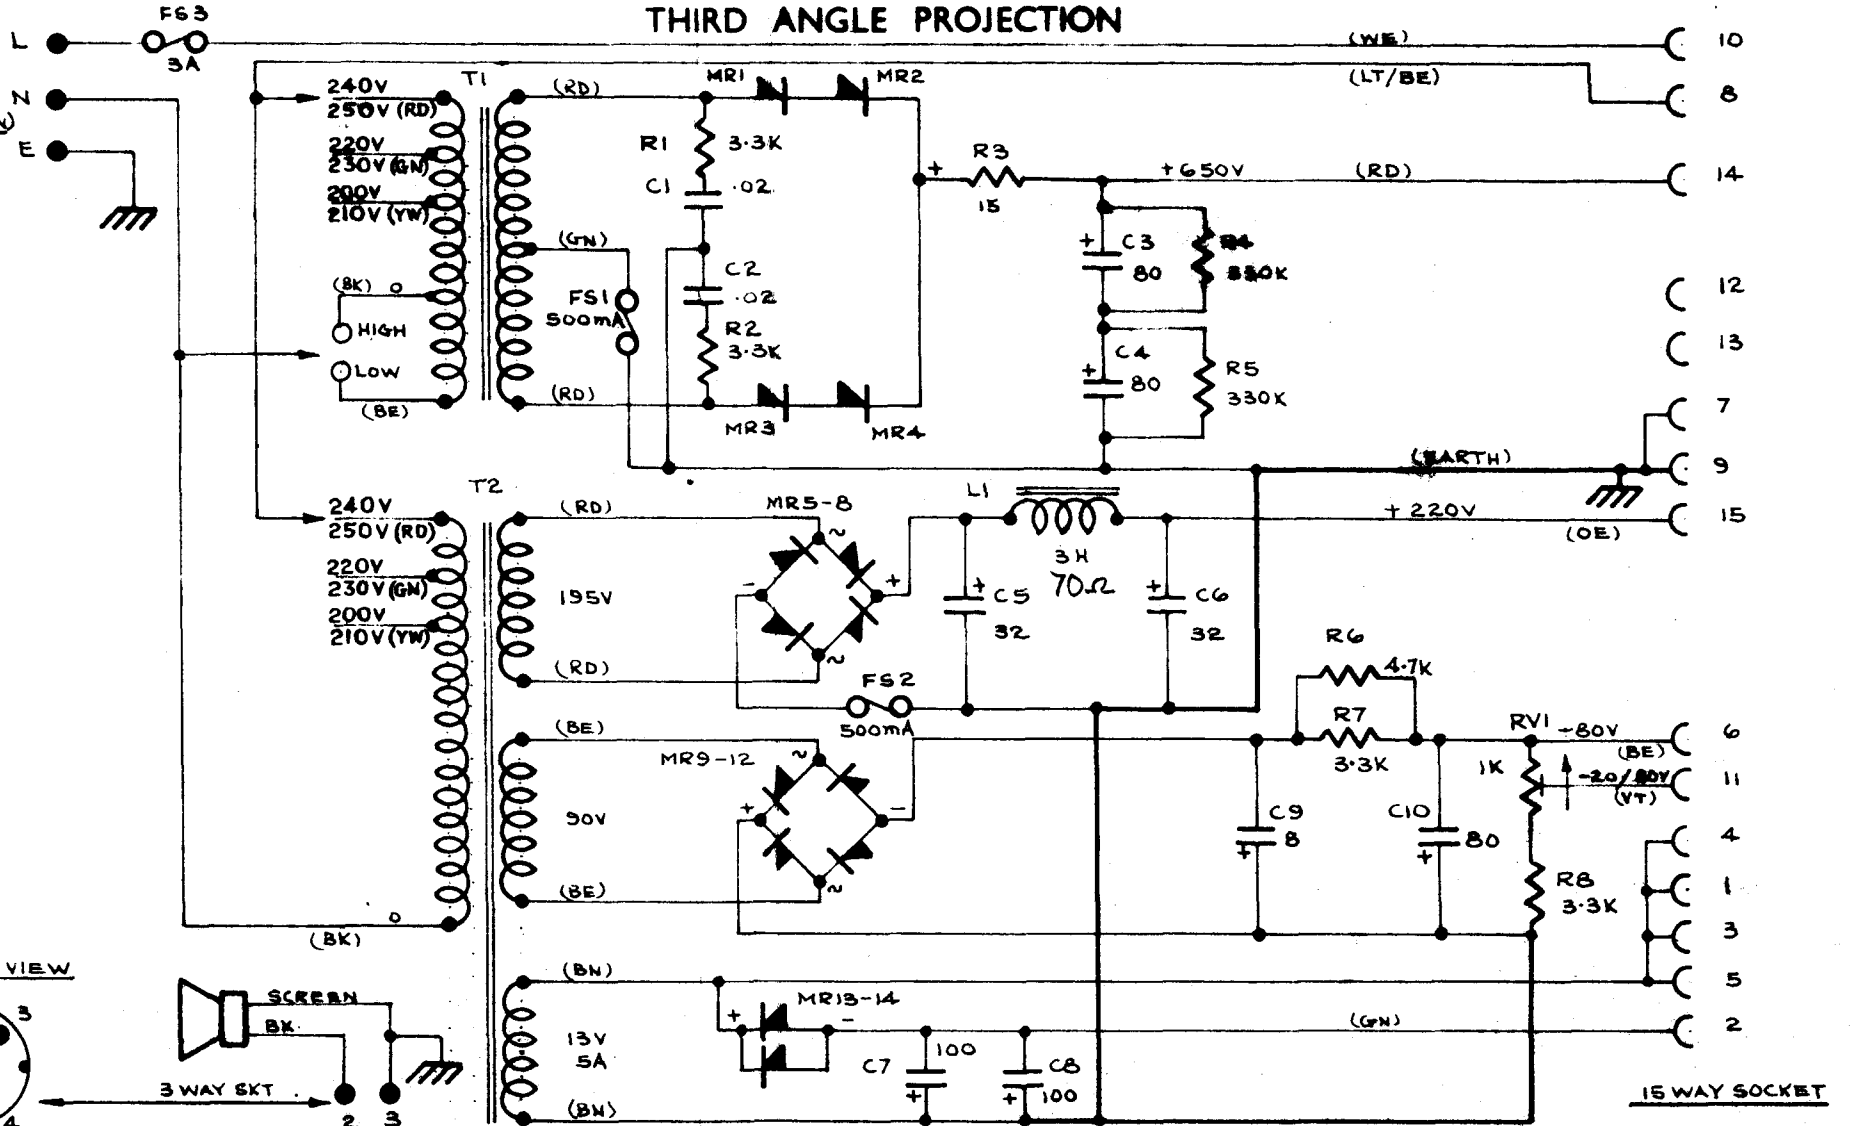 FS3
THIRD ANGLE PROJECTION
L
3A
(WE)
10
(LT/BE)
8
N
E
T1
240V
250V (RD)
220V
230V (GN)
200V
210V (YW)
(BK) O
HIGH
LOW
(BE)
(RD)
MR1
MR2
R1
3.3K
C1
.02
(GN)
C2
.02
FS1
500mA
R2
3.3K
(RD)
MR3
MR4
+
R3
15
+650V
(RD)
14
+
C3
80
R4
330K
12
13
C4
+
80
R5
330K
7
(EARTH)
9
T2
240V
250V (RD)
220V
230V (GN)
200V
210V (YW)
(RD)
MR5-8
~
-
+
195V
~
(RD)
L1
3H
70Ω
+220V
(OE)
15
+
C5
32
+
C6
32
FS2
500mA
(BE)
MR9-12
~
+
-
90V
~
(BE)
R6
4.7K
R7
3.3K
RV1
1K
-80V
(BE)
6
-20/80V
(VT)
11
C9
8
+
C10
80
+
R8
3.3K
4
1
3
5
O
(BK)
VIEW
3
4
SCREEN
BK
3 WAY SKT
2
3
(BN)
MR13-14
+
-
13V
5A
(BN)
C7
100
+
C8
100
+
(GN)
2
15 WAY SOCKET